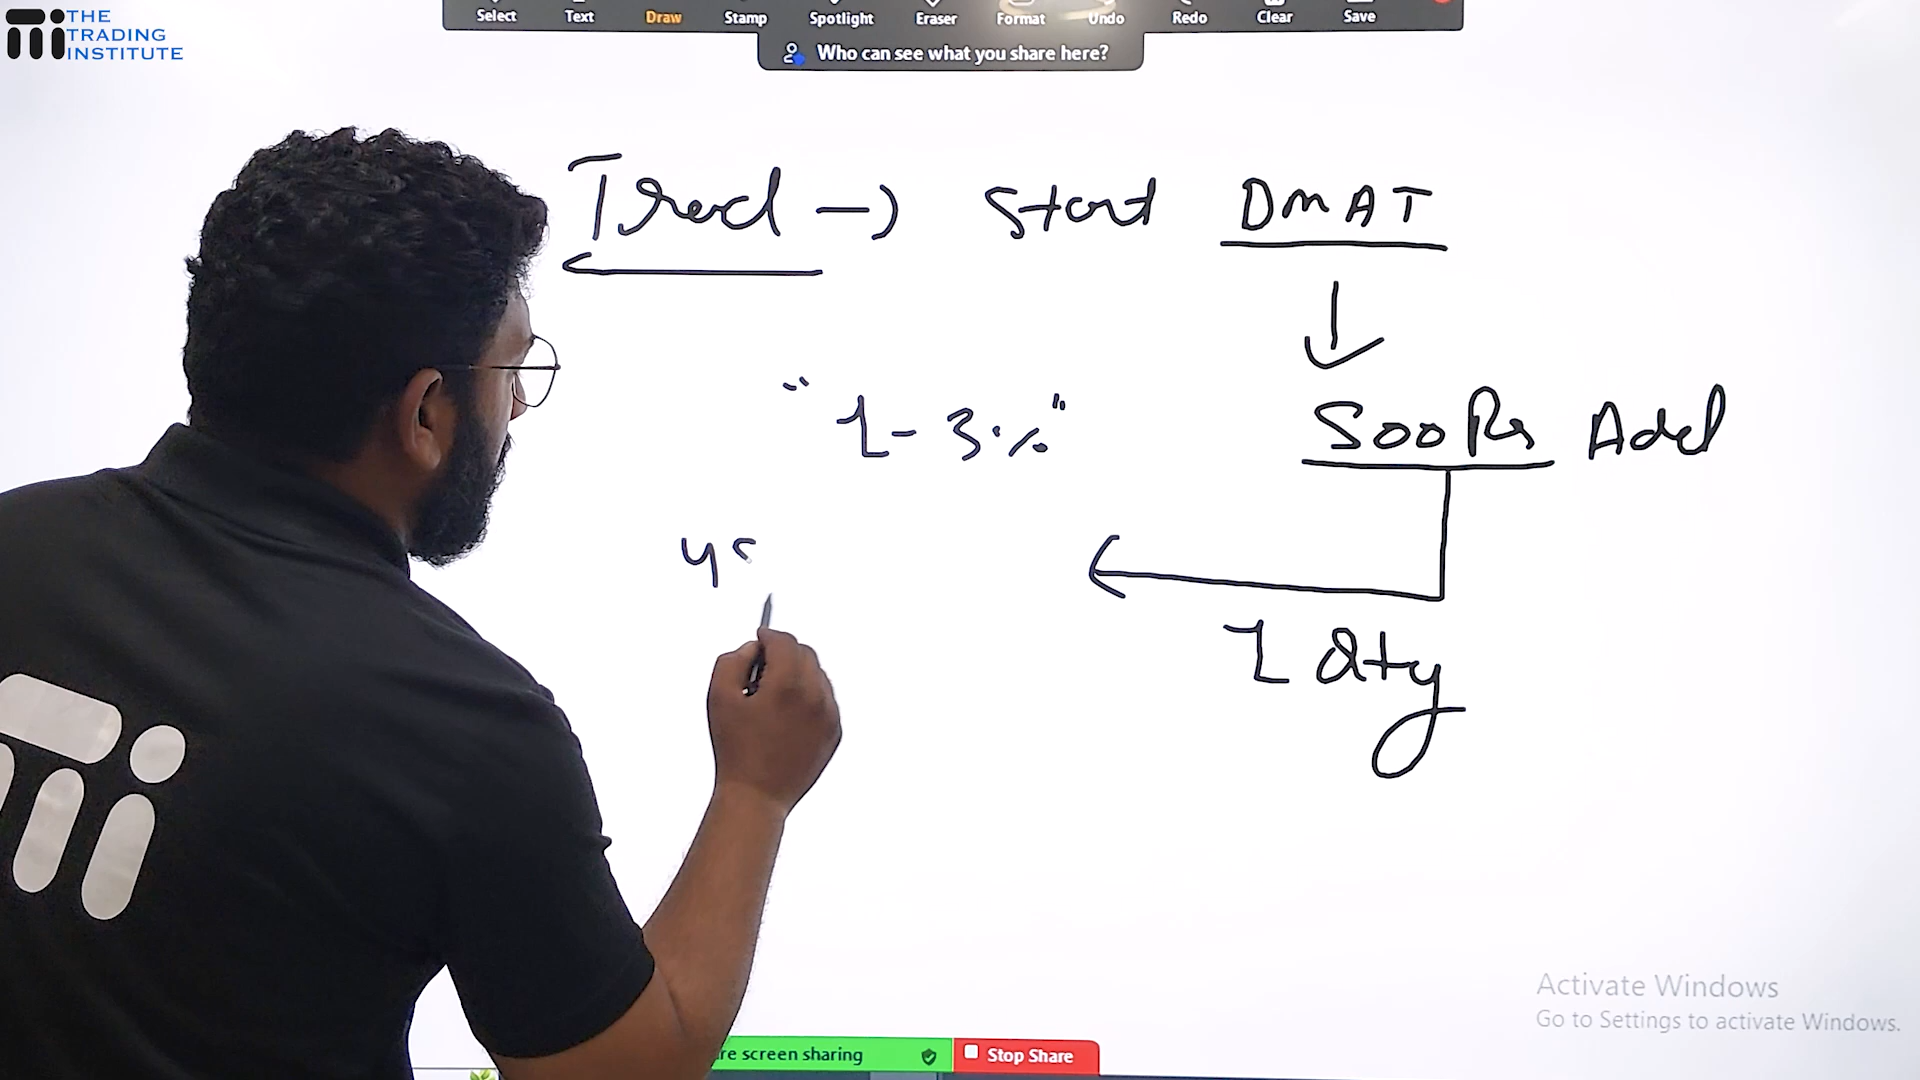 THE
TRADING
INSTITUTE
Select Text Draw Stamp Spotlight Eraser Format Undo Redo Clear Save
Who can see what you share here?
Trad → Start DMAT
"1-3%"
500 Rs Add
1 Qty
re screen sharing
Stop Share
Activate Windows
Go to Settings to activate Windows.